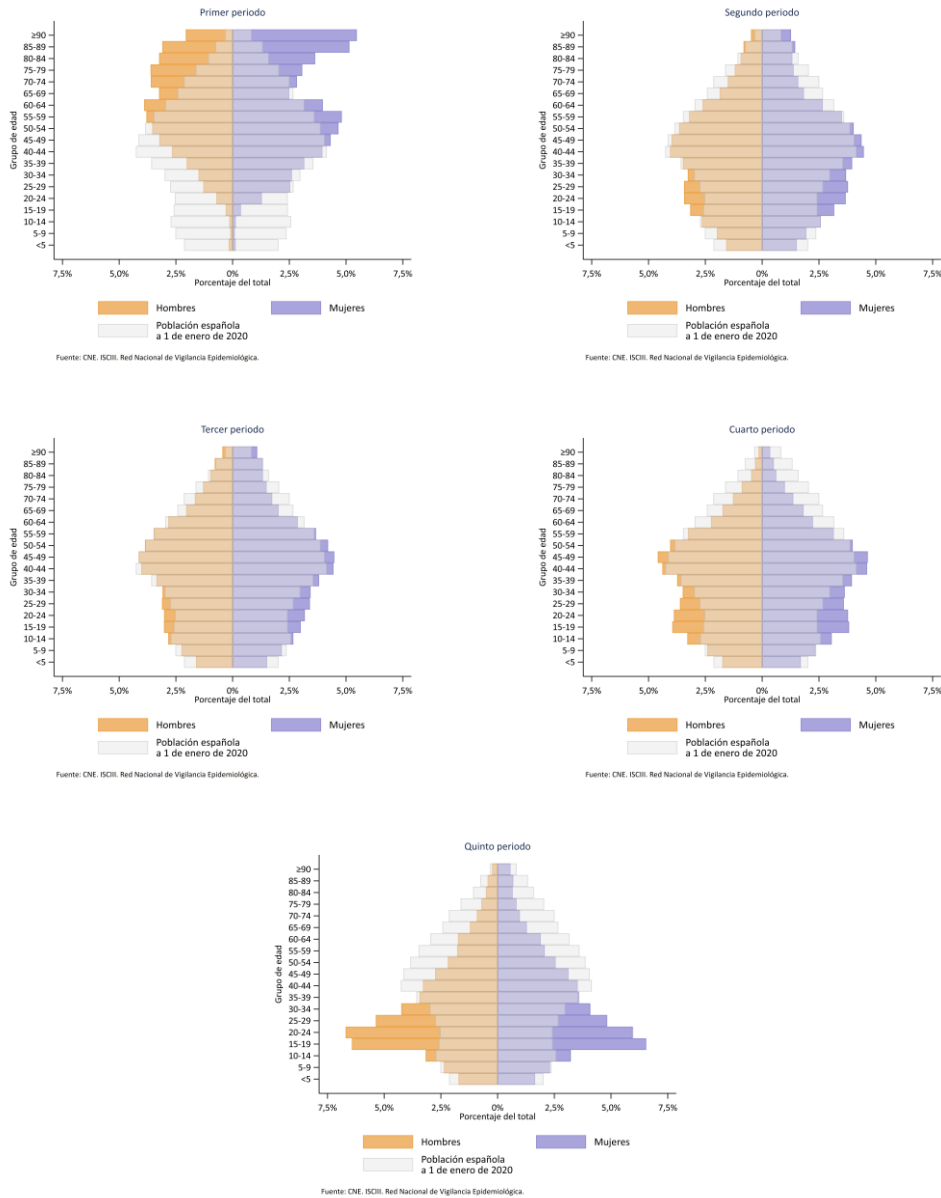 Primer periodo
Grupo de edad
≥90
85-89
80-84
75-79
70-74
65-69
60-64
55-59
50-54
45-49
40-44
35-39
30-34
25-29
20-24
15-19
10-14
5-9
<5
7,5% 5,0% 2,5% 0% 2,5% 5,0% 7,5%
Porcentaje del total
Hombres Mujeres
Población española
a 1 de enero de 2020
Fuente: CNE. ISCIII. Red Nacional de Vigilancia Epidemiológica.
Segundo periodo
Grupo de edad
≥90
85-89
80-84
75-79
70-74
65-69
60-64
55-59
50-54
45-49
40-44
35-39
30-34
25-29
20-24
15-19
10-14
5-9
<5
7,5% 5,0% 2,5% 0% 2,5% 5,0% 7,5%
Porcentaje del total
Hombres Mujeres
Población española
a 1 de enero de 2020
Fuente: CNE. ISCIII. Red Nacional de Vigilancia Epidemiológica.
Tercer periodo
Grupo de edad
≥90
85-89
80-84
75-79
70-74
65-69
60-64
55-59
50-54
45-49
40-44
35-39
30-34
25-29
20-24
15-19
10-14
5-9
<5
7,5% 5,0% 2,5% 0% 2,5% 5,0% 7,5%
Porcentaje del total
Hombres Mujeres
Población española
a 1 de enero de 2020
Fuente: CNE. ISCIII. Red Nacional de Vigilancia Epidemiológica.
Cuarto periodo
Grupo de edad
≥90
85-89
80-84
75-79
70-74
65-69
60-64
55-59
50-54
45-49
40-44
35-39
30-34
25-29
20-24
15-19
10-14
5-9
<5
7,5% 5,0% 2,5% 0% 2,5% 5,0% 7,5%
Porcentaje del total
Hombres Mujeres
Población española
a 1 de enero de 2020
Fuente: CNE. ISCIII. Red Nacional de Vigilancia Epidemiológica.
Quinto periodo
Grupo de edad
≥90
85-89
80-84
75-79
70-74
65-69
60-64
55-59
50-54
45-49
40-44
35-39
30-34
25-29
20-24
15-19
10-14
5-9
<5
7,5% 5,0% 2,5% 0% 2,5% 5,0% 7,5%
Porcentaje del total
Hombres Mujeres
Población española
a 1 de enero de 2020
Fuente: CNE. ISCIII. Red Nacional de Vigilancia Epidemiológica.